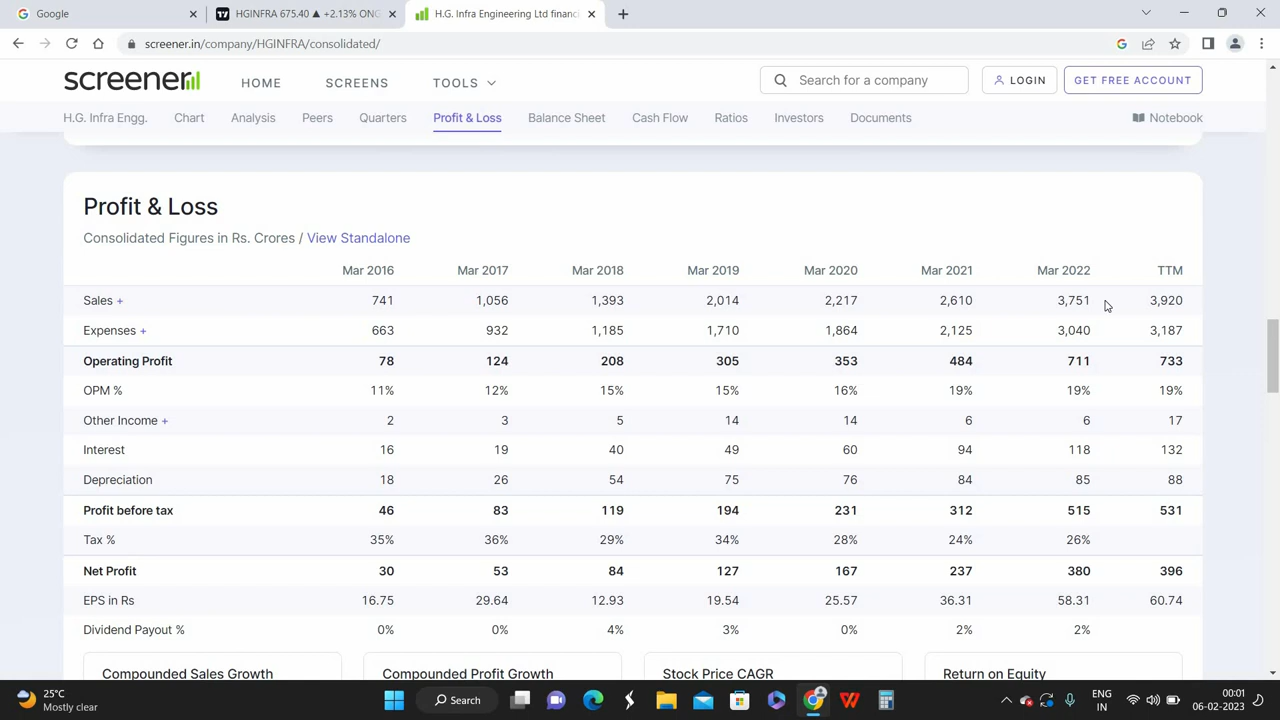 Google
HGINFRA 675.40 ▲ +2.13% ONG
H.G. Infra Engineering Ltd financi
screener.in/company/HGINFRA/consolidated/
screener
HOME SCREENS TOOLS
Search for a company
LOGIN
GET FREE ACCOUNT
H.G. Infra Engg. Chart Analysis Peers Quarters Profit & Loss Balance Sheet Cash Flow Ratios Investors Documents Notebook
Profit & Loss
Consolidated Figures in Rs. Crores / View Standalone
Mar 2016 Mar 2017 Mar 2018 Mar 2019 Mar 2020 Mar 2021 Mar 2022 TTM
Sales + 741 1,056 1,393 2,014 2,217 2,610 3,751 3,920
Expenses + 663 932 1,185 1,710 1,864 2,125 3,040 3,187
Operating Profit 78 124 208 305 353 484 711 733
OPM % 11% 12% 15% 15% 16% 19% 19% 19%
Other Income + 2 3 5 14 14 6 6 17
Interest 16 19 40 49 60 94 118 132
Depreciation 18 26 54 75 76 84 85 88
Profit before tax 46 83 119 194 231 312 515 531
Tax % 35% 36% 29% 34% 28% 24% 26%
Net Profit 30 53 84 127 167 237 380 396
EPS in Rs 16.75 29.64 12.93 19.54 25.57 36.31 58.31 60.74
Dividend Payout % 0% 0% 4% 3% 0% 2% 2%
Compounded Sales Growth Compounded Profit Growth Stock Price CAGR Return on Equity
25°C
Mostly clear
Search
ENG
IN
00:01
06-02-2023